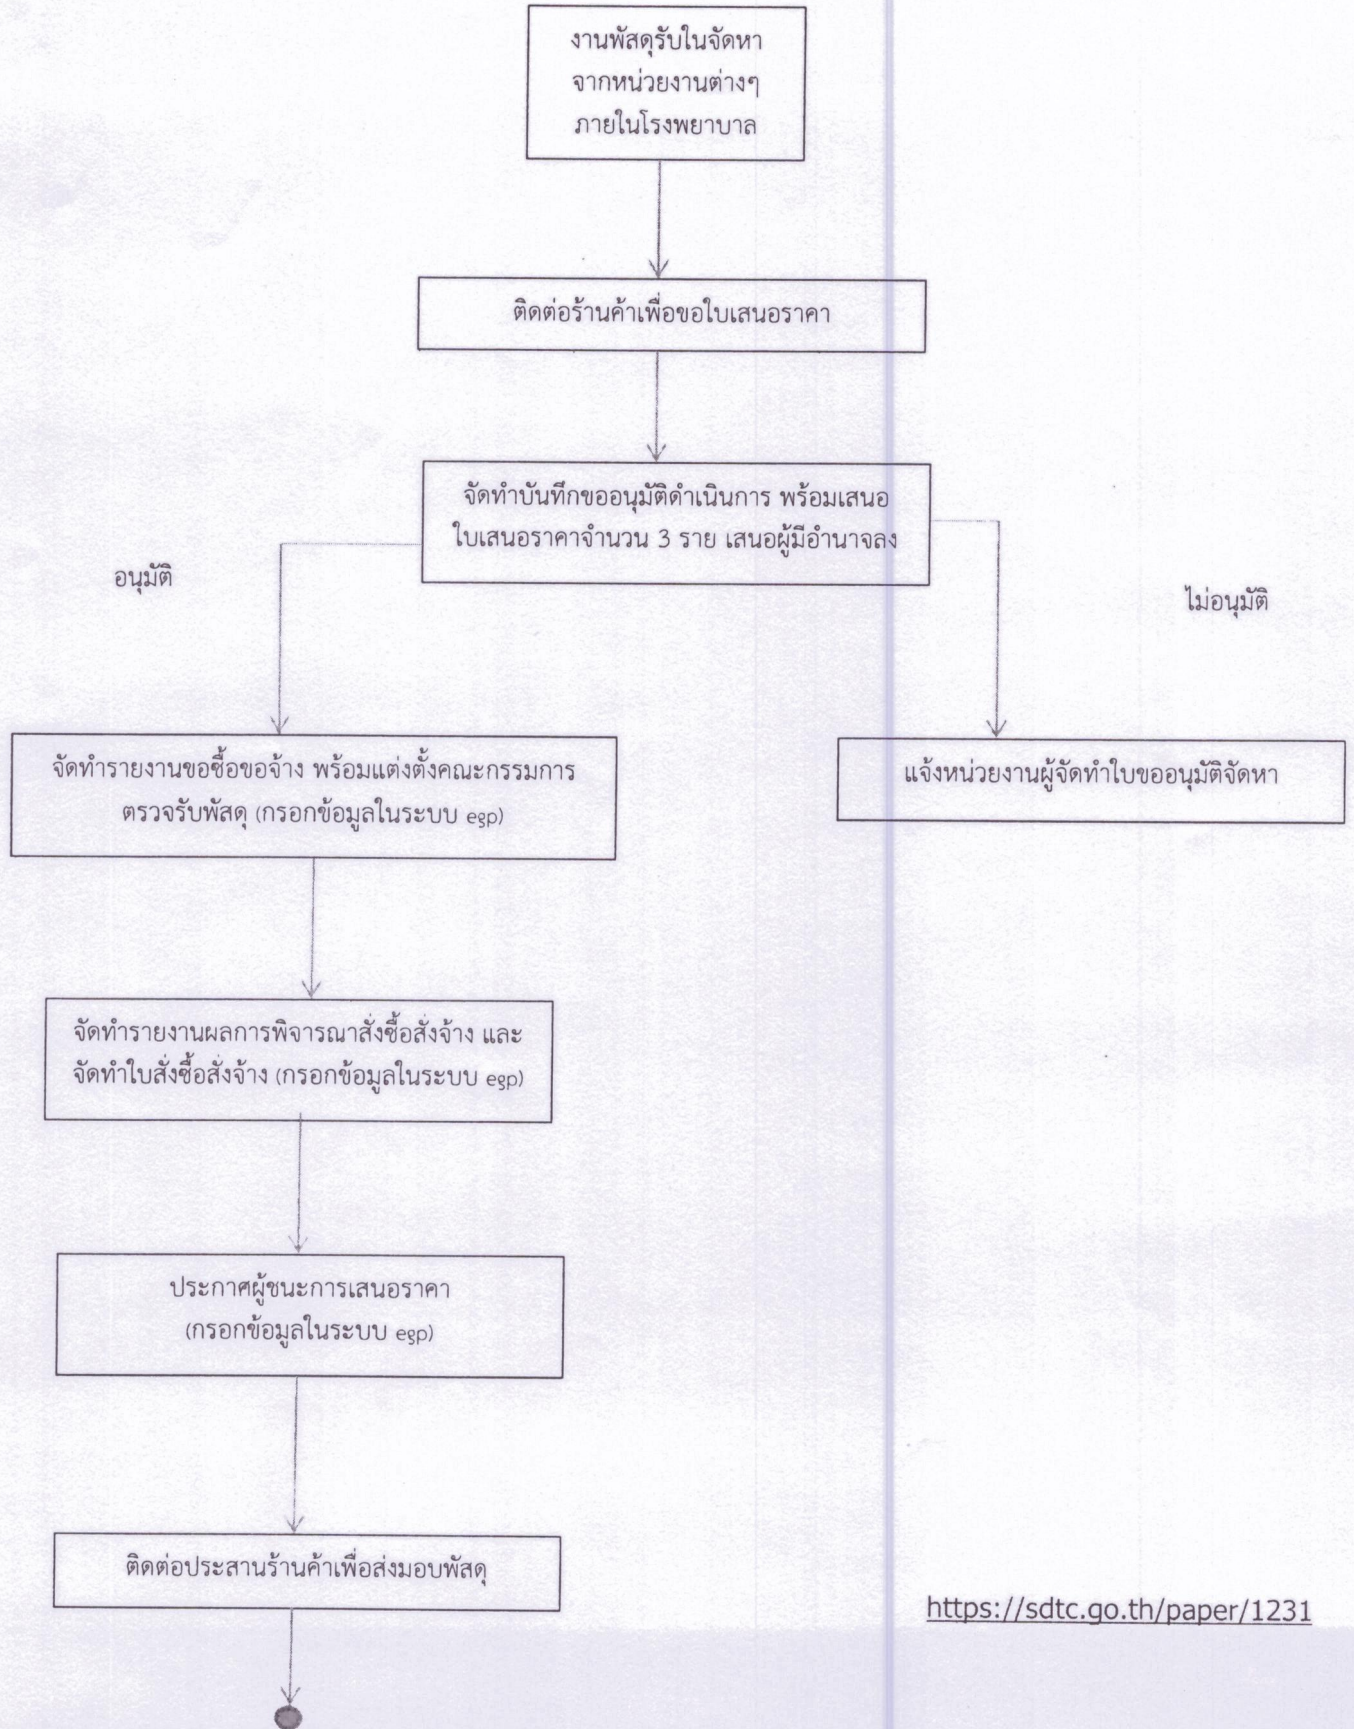 งานพัสดุรับในจัดหา
จากหน่วยงานต่างๆ
ภายในโรงพยาบาล
ติดต่อร้านค้าเพื่อขอใบเสนอราคา
จัดทำบันทึกขออนุมัติดำเนินการ พร้อมเสนอ
ใบเสนอราคาจำนวน 3 ราย เสนอผู้มีอำนาจลง
อนุมัติ
ไม่อนุมัติ
จัดทำรายงานขอซื้อขอจ้าง พร้อมแต่งตั้งคณะกรรมการ
ตรวจรับพัสดุ (กรอกข้อมูลในระบบ egp)
แจ้งหน่วยงานผู้จัดทำใบขออนุมัติจัดหา
จัดทำรายงานผลการพิจารณาสั่งซื้อสั่งจ้าง และ
จัดทำใบสั่งซื้อสั่งจ้าง (กรอกข้อมูลในระบบ egp)
ประกาศผู้ชนะการเสนอราคา
(กรอกข้อมูลในระบบ egp)
ติดต่อประสานร้านค้าเพื่อส่งมอบพัสดุ
https://sdtc.go.th/paper/1231